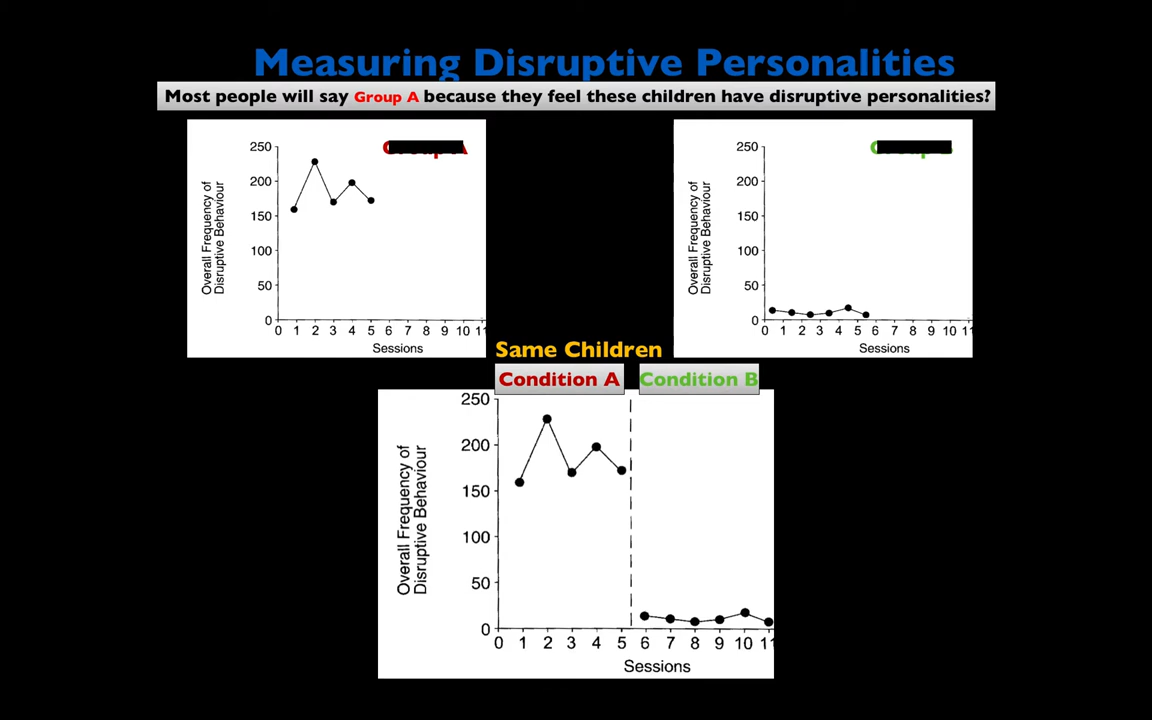 Measuring Disruptive Personalities
Most people will say Group A because they feel these children have disruptive personalities?
Overall Frequency of
Disruptive Behaviour
250
200
150
100
50
0
0 1 2 3 4 5 6 7 8 9 10 11
Sessions
Overall Frequency of
Disruptive Behaviour
250
200
150
100
50
0
0 1 2 3 4 5 6 7 8 9 10 11
Sessions
Same Children
Condition A
Condition B
Overall Frequency of
Disruptive Behaviour
250
200
150
100
50
0
0 1 2 3 4 5 6 7 8 9 10 11
Sessions